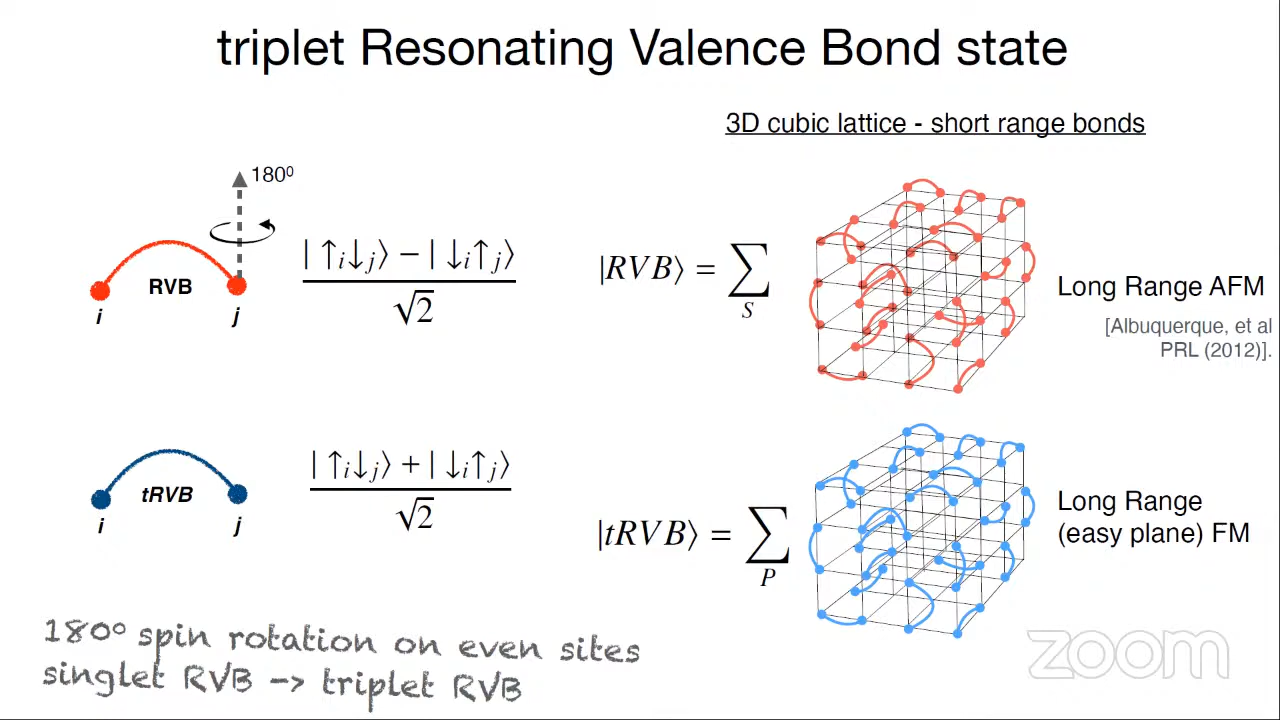 triplet Resonating Valence Bond state
3D cubic lattice - short range bonds
180⁰
RVB
i
j
|↑ᵢ↓ⱼ⟩ − |↓ᵢ↑ⱼ⟩
√2
|RVB⟩ = ∑
S
Long Range AFM
[Albuquerque, et al
PRL (2012)].
tRVB
i
j
|↑ᵢ↓ⱼ⟩ + |↓ᵢ↑ⱼ⟩
√2
|tRVB⟩ = ∑
P
Long Range
(easy plane) FM
180⁰ spin rotation on even sites
singlet RVB -> triplet RVB
zoom